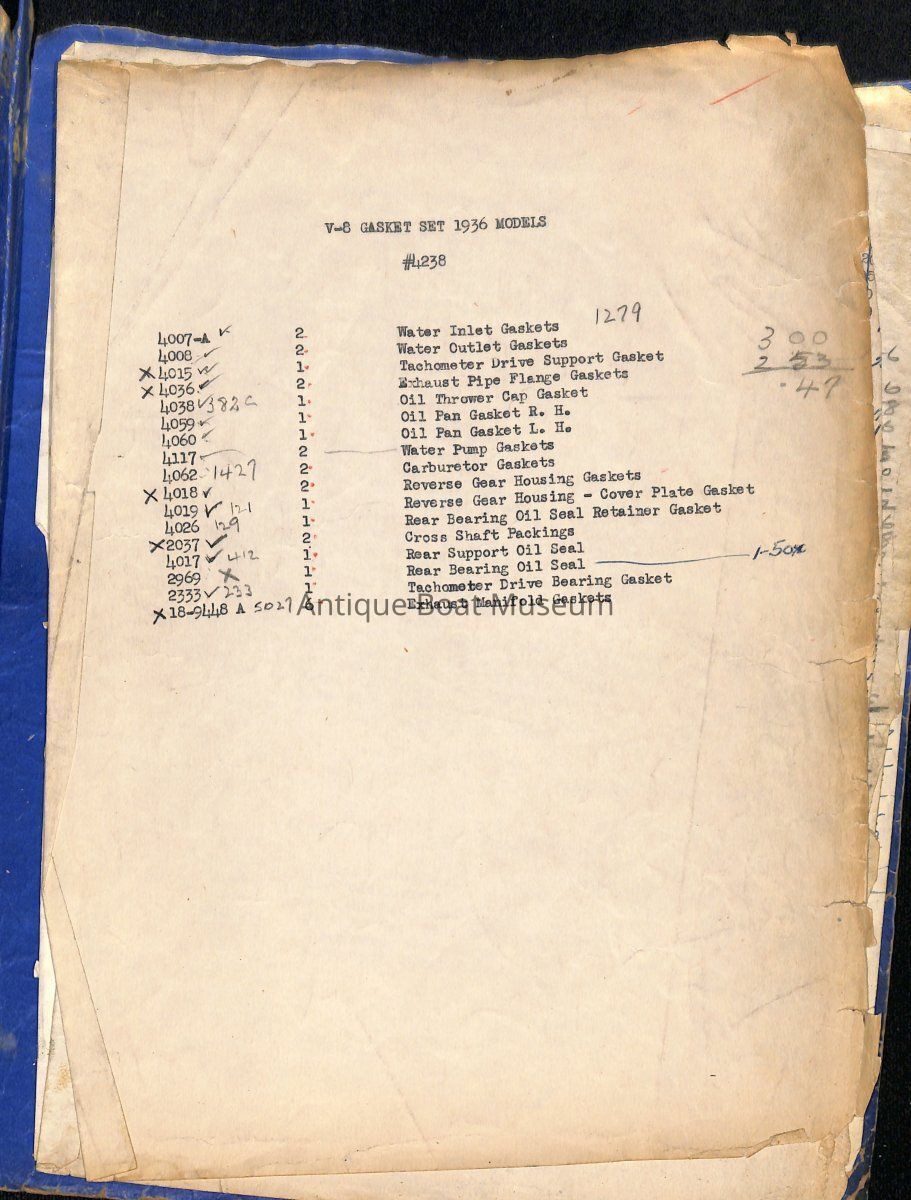 V-8 GASKET SET 1936 MODELS
#4238
1279
4007-A ✓ 2 Water Inlet Gaskets
3 00
4008 ✓ 2 Water Outlet Gaskets
2 53
X 4015 ✓ 1 Tachometer Drive Support Gasket
.47
X 4036 ✓ 2 Exhaust Pipe Flange Gaskets
4038 ✓ 382 1 Oil Thrower Cap Gasket
4059 ✓ 1 Oil Pan Gasket R. H.
4060 ✓ 1 Oil Pan Gasket L. H.
4117 2 Water Pump Gaskets
4062 1427 2 Carburetor Gaskets
X 4018 ✓ 2 Reverse Gear Housing Gaskets
4019 ✓ 121 1 Reverse Gear Housing - Cover Plate Gasket
4026 129 1 Rear Bearing Oil Seal Retainer Gasket
X 2037 ✓ 2 Cross Shaft Packings
4017 ✓ 412 1 Rear Support Oil Seal
2969 X 1 Rear Bearing Oil Seal 1-50
2333 ✓ 233 1 Tachometer Drive Bearing Gasket
X 18-9448 A 5027 6 Exhaust Manifold Gaskets
Antique Boat Museum